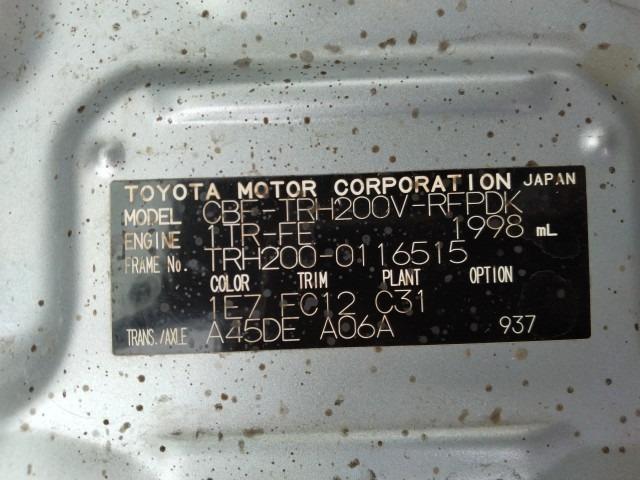 TOYOTA MOTOR CORPORATION JAPAN
MODEL CBF-TRH200V-RFPDK
ENGINE 1TR-FE 1998 mL
FRAME No. TRH200-0116515
COLOR TRIM PLANT OPTION
1E7 FC12 C31
TRANS./AXLE A45DE A06A 937